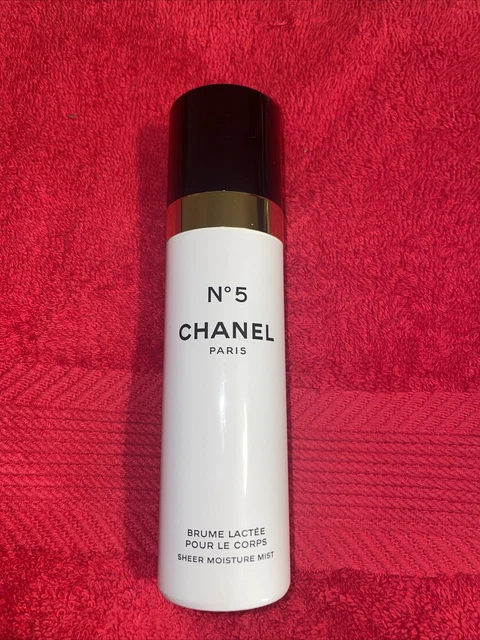 N°5
CHANEL
PARIS
BRUME LACTÉE
POUR LE CORPS
SHEER MOISTURE MIST